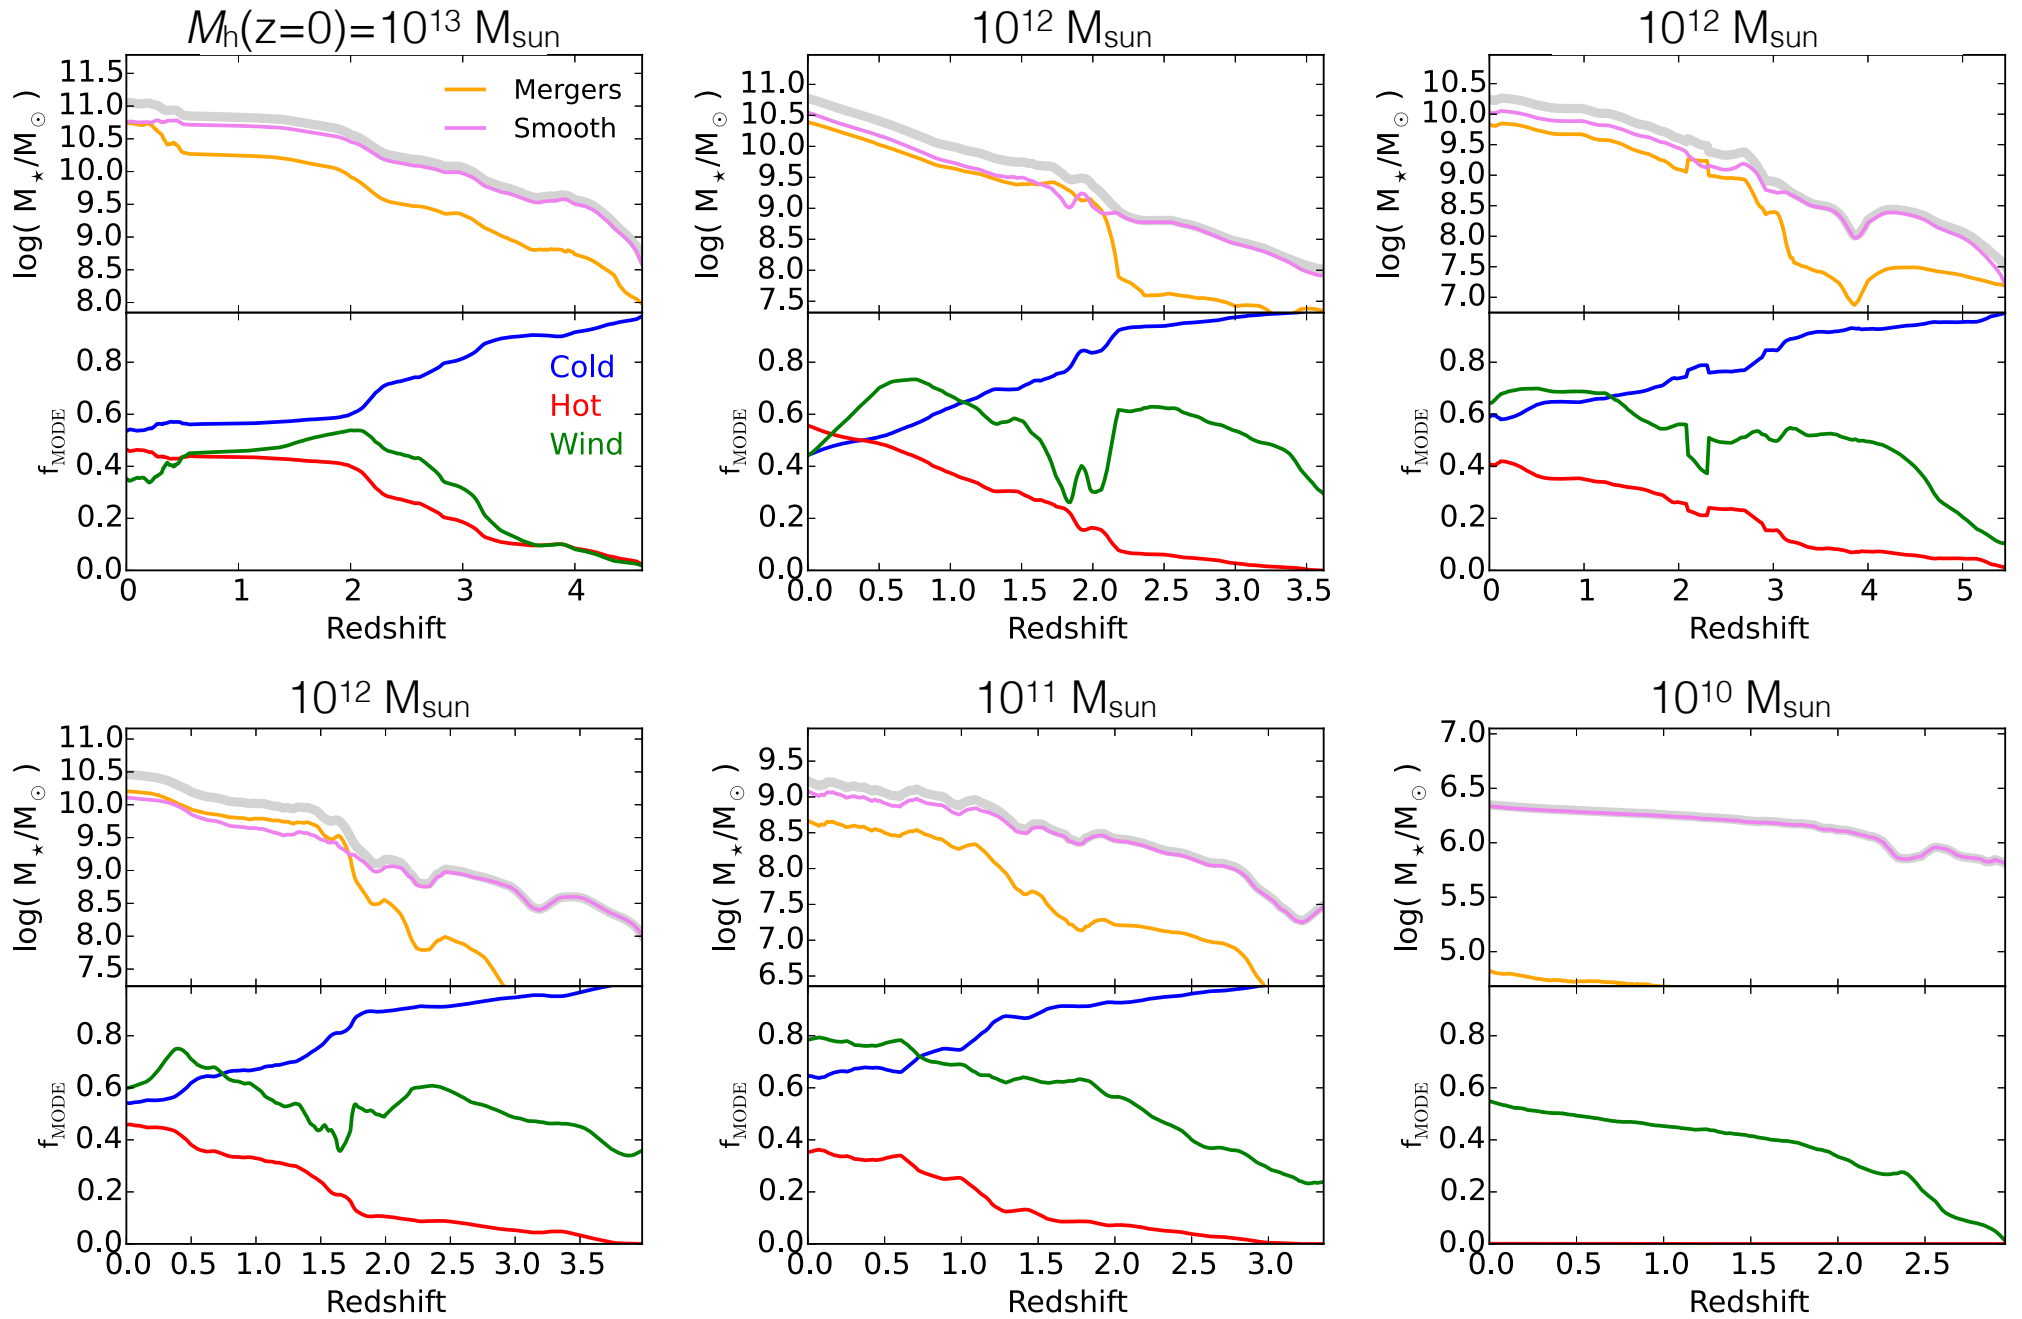 M_h(z=0)=10^13 M_sun
11.5
11.0
10.5
10.0
9.5
9.0
8.5
8.0
log( M⋆/M⊙ )
Mergers
Smooth
0.8
0.6
0.4
0.2
0.0
f_MODE
Cold
Hot
Wind
0 1 2 3 4
Redshift
10^12 M_sun
11.0
10.5
10.0
9.5
9.0
8.5
8.0
7.5
log( M⋆/M⊙ )
0.8
0.6
0.4
0.2
0.0
f_MODE
0.0 0.5 1.0 1.5 2.0 2.5 3.0 3.5
Redshift
10^12 M_sun
10.5
10.0
9.5
9.0
8.5
8.0
7.5
7.0
log( M⋆/M⊙ )
0.8
0.6
0.4
0.2
0.0
f_MODE
0 1 2 3 4 5
Redshift
10^12 M_sun
11.0
10.5
10.0
9.5
9.0
8.5
8.0
7.5
log( M⋆/M⊙ )
0.8
0.6
0.4
0.2
0.0
f_MODE
0.0 0.5 1.0 1.5 2.0 2.5 3.0 3.5
Redshift
10^11 M_sun
9.5
9.0
8.5
8.0
7.5
7.0
6.5
log( M⋆/M⊙ )
0.8
0.6
0.4
0.2
0.0
f_MODE
0.0 0.5 1.0 1.5 2.0 2.5 3.0
Redshift
10^10 M_sun
7.0
6.5
6.0
5.5
5.0
log( M⋆/M⊙ )
0.8
0.6
0.4
0.2
0.0
f_MODE
0.0 0.5 1.0 1.5 2.0 2.5
Redshift